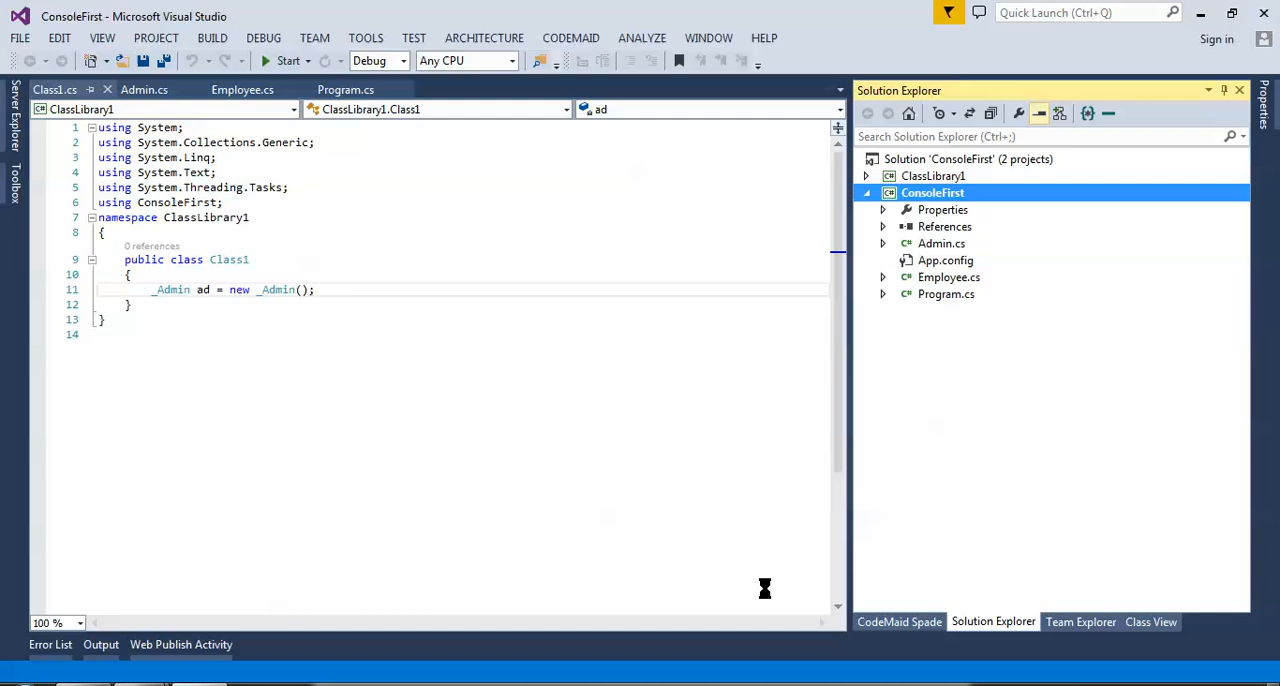 ConsoleFirst - Microsoft Visual Studio
Quick Launch (Ctrl+Q)
FILE EDIT VIEW PROJECT BUILD DEBUG TEAM TOOLS TEST ARCHITECTURE CODEMAID ANALYZE WINDOW HELP
Sign in
Start Debug Any CPU
Server Explorer
Toolbox
Class1.cs Admin.cs Employee.cs Program.cs
ClassLibrary1 ClassLibrary1.Class1 ad
1 using System;
2 using System.Collections.Generic;
3 using System.Linq;
4 using System.Text;
5 using System.Threading.Tasks;
6 using ConsoleFirst;
7 namespace ClassLibrary1
8 {
0 references
9 public class Class1
10 {
11 _Admin ad = new _Admin();
12 }
13 }
14
100 %
Solution Explorer
Search Solution Explorer (Ctrl+;)
Solution 'ConsoleFirst' (2 projects)
C# ClassLibrary1
C# ConsoleFirst
Properties
References
C# Admin.cs
App.config
C# Employee.cs
C# Program.cs
CodeMaid Spade Solution Explorer Team Explorer Class View
Properties
Error List Output Web Publish Activity